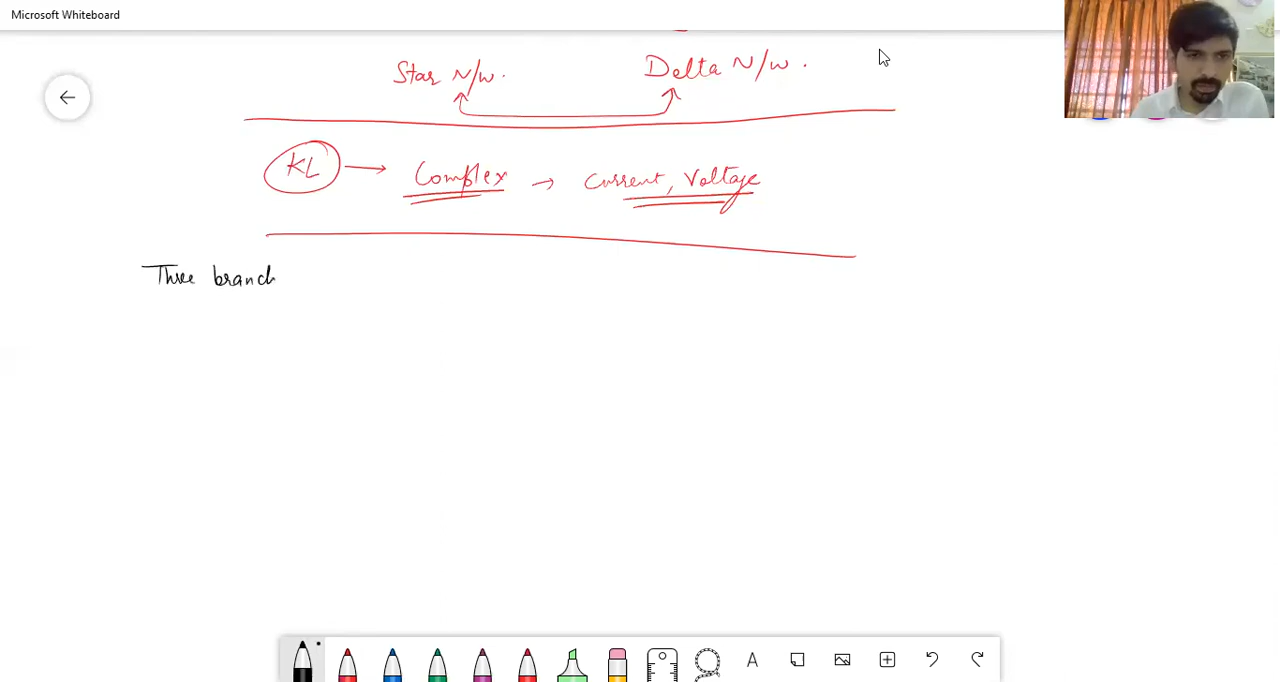 Microsoft Whiteboard
Star N/w.
Delta N/w.
KL → Complex → Current, Voltage
Three branch
A